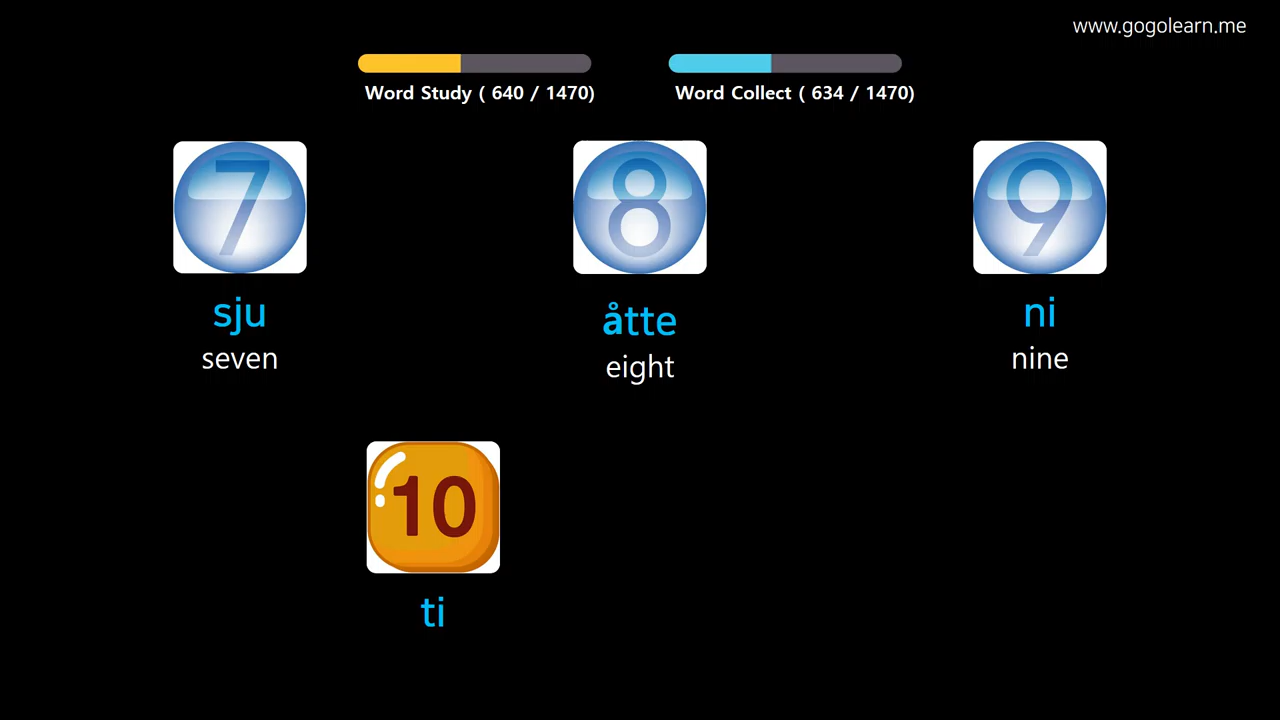 www.gogolearn.me
Word Study ( 640 / 1470)
Word Collect ( 634 / 1470)
7
8
9
sju
åtte
ni
seven
eight
nine
10
ti